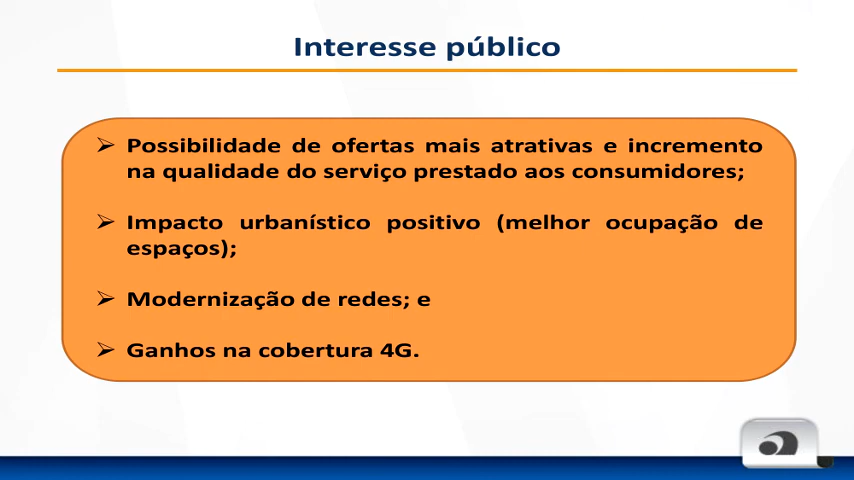 Interesse público
➢ Possibilidade de ofertas mais atrativas e incremento
na qualidade do serviço prestado aos consumidores;
➢ Impacto urbanístico positivo (melhor ocupação de
espaços);
➢ Modernização de redes; e
➢ Ganhos na cobertura 4G.